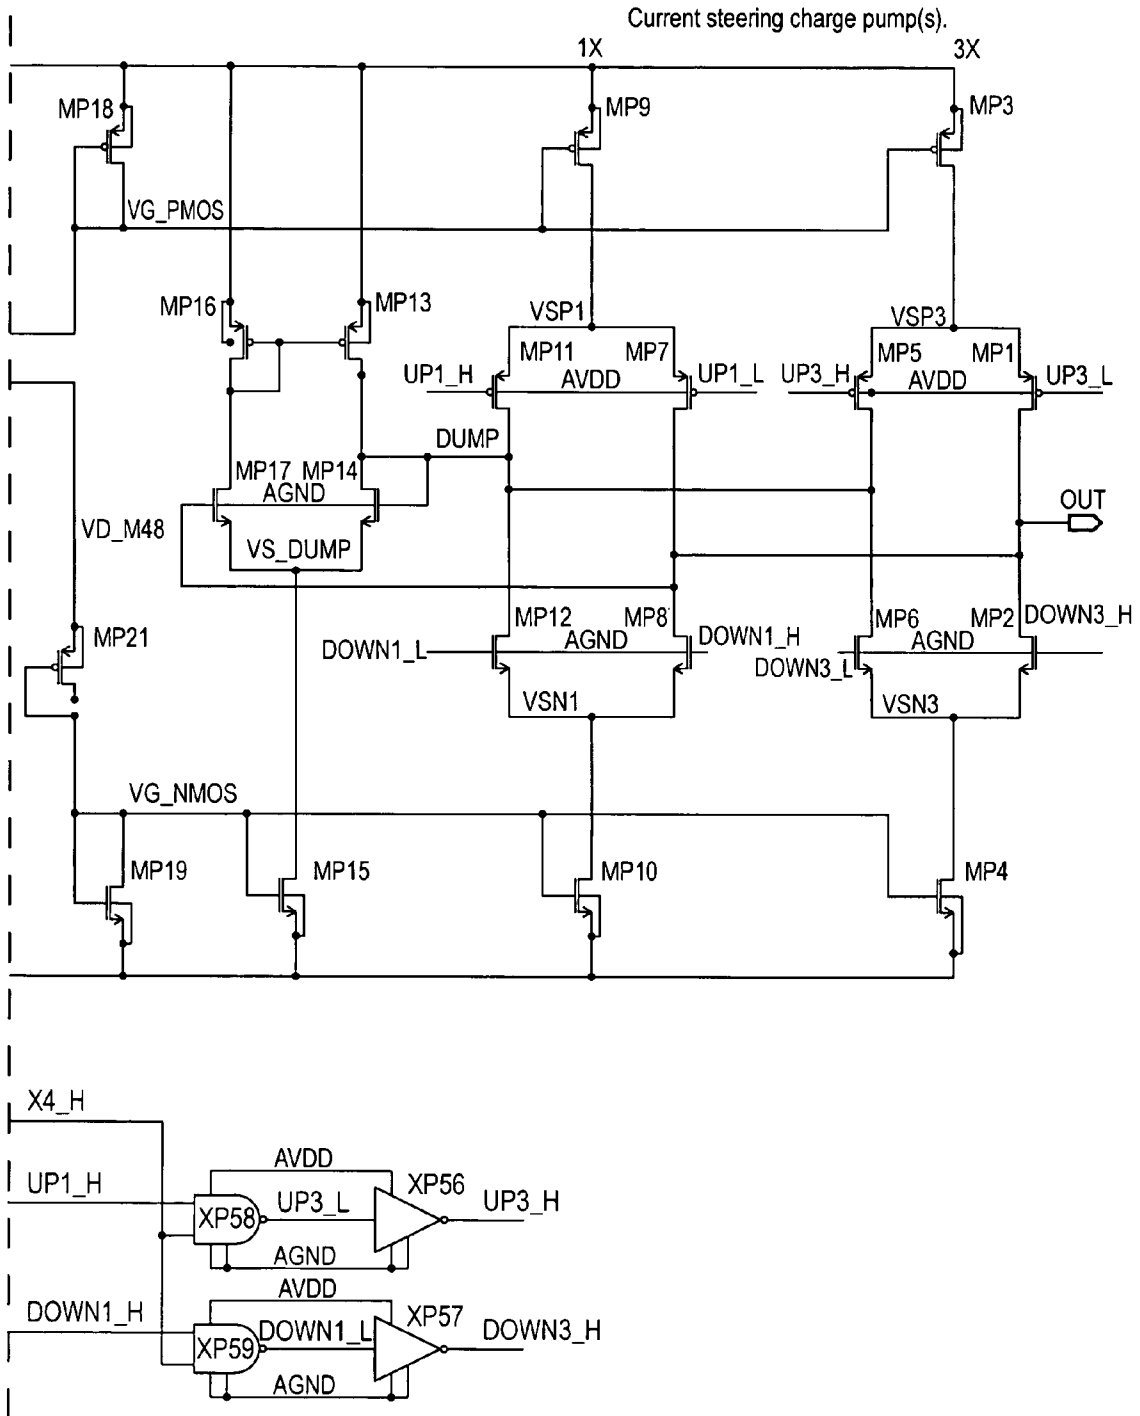 Current steering charge pump(s).
1X
3X
MP18
MP9
MP3
VG_PMOS
MP16
MP13
VSP1
VSP3
MP11
MP7
MP5
MP1
UP1_H
AVDD
UP1_L
UP3_H
AVDD
UP3_L
DUMP
MP17
MP14
AGND
OUT
VD_M48
VS_DUMP
MP12
MP8
MP6
MP2
DOWN3_H
MP21
DOWN1_L
AGND
DOWN1_H
AGND
DOWN3_L
VSN1
VSN3
VG_NMOS
MP19
MP15
MP10
MP4
X4_H
AVDD
XP56
UP1_H
XP58
UP3_L
UP3_H
AGND
AVDD
DOWN1_H
XP57
XP59
DOWN1_L
DOWN3_H
AGND